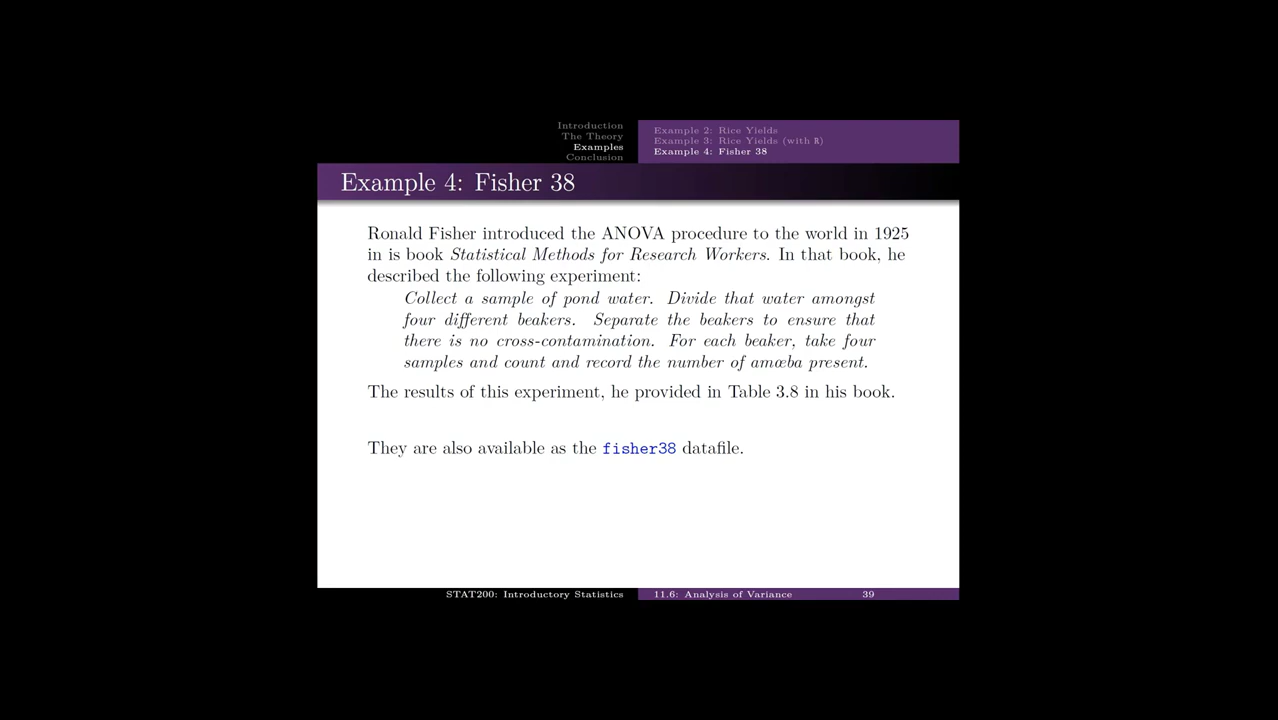 Introduction
The Theory
Examples
Conclusion
Example 2: Rice Yields
Example 3: Rice Yields (with R)
Example 4: Fisher 38
Example 4: Fisher 38
Ronald Fisher introduced the ANOVA procedure to the world in 1925
in is book Statistical Methods for Research Workers. In that book, he
described the following experiment:
Collect a sample of pond water. Divide that water amongst
four different beakers. Separate the beakers to ensure that
there is no cross-contamination. For each beaker, take four
samples and count and record the number of amœba present.
The results of this experiment, he provided in Table 3.8 in his book.
They are also available as the fisher38 datafile.
STAT200: Introductory Statistics
11.6: Analysis of Variance
39